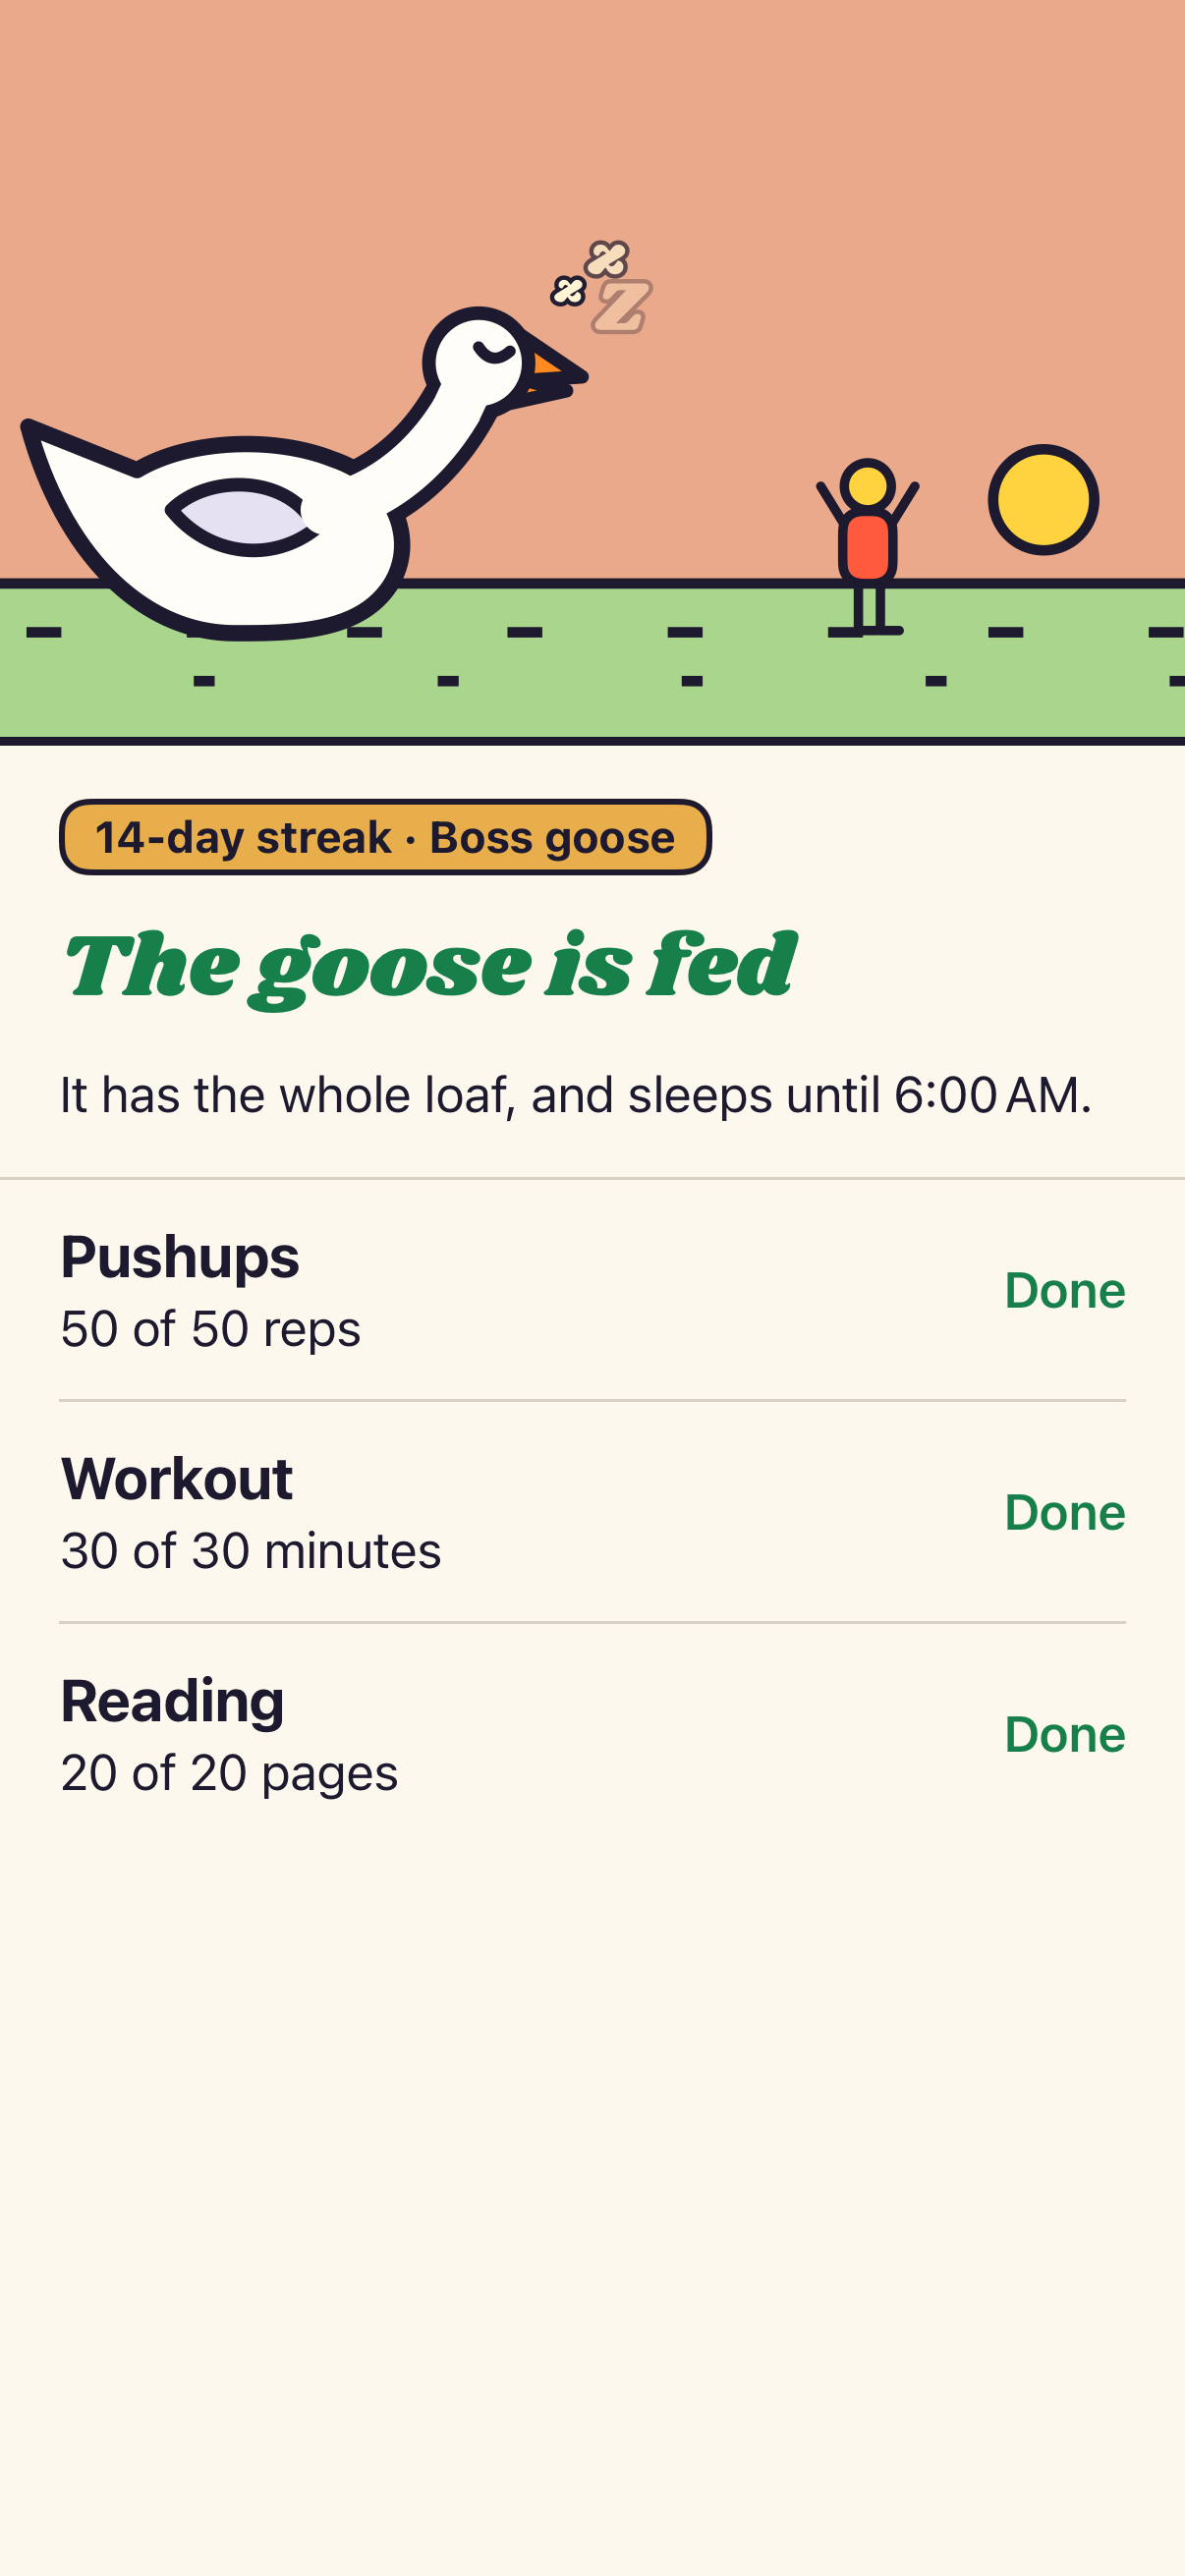 z
14-day streak · Boss goose
The goose is fed
It has the whole loaf, and sleeps until 6:00 AM.
Pushups
50 of 50 reps
Done
Workout
30 of 30 minutes
Done
Reading
20 of 20 pages
Done